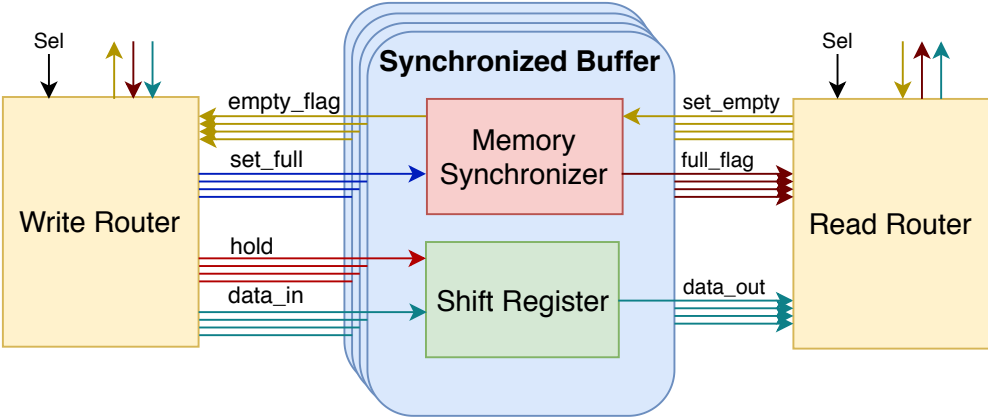 Sel
Sel
Synchronized Buffer
empty_flag
set_empty
Memory
Synchronizer
set_full
full_flag
Write Router
Read Router
hold
data_in
Shift Register
data_out